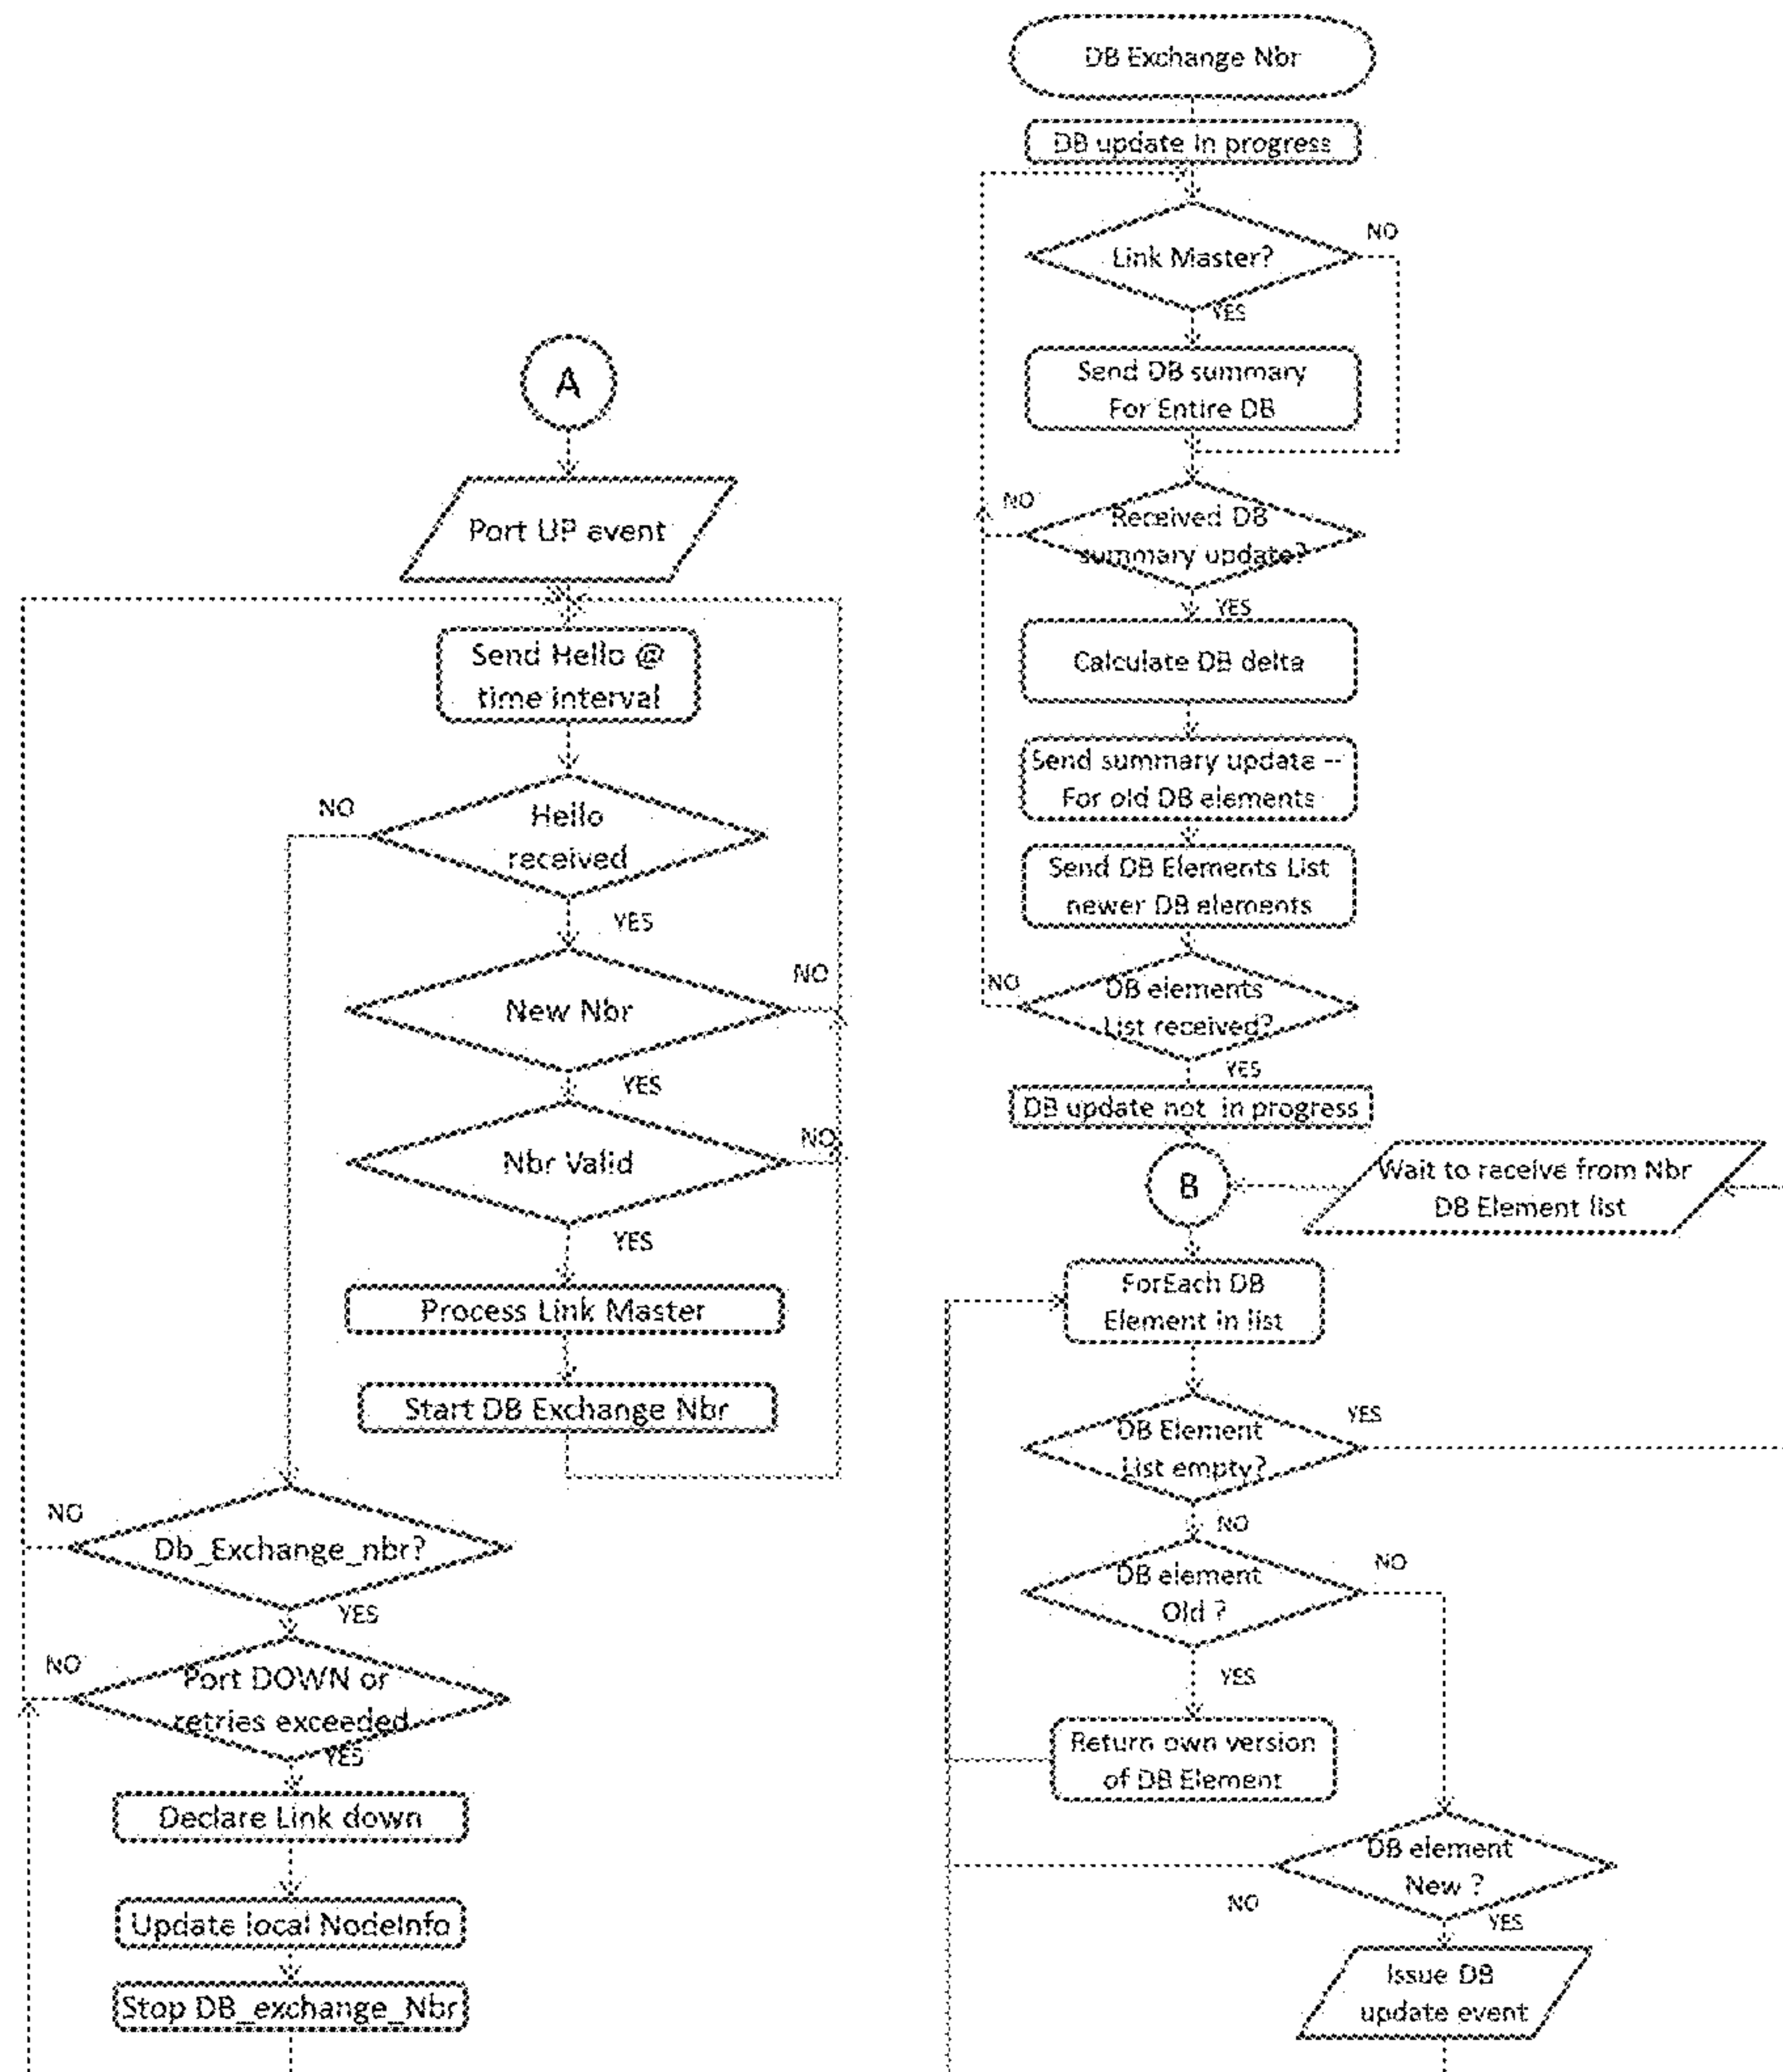 A
Port UP event
Send Hello @
time interval
Hello
received
NO
YES
New Nbr
NO
YES
Nbr Valid
NO
YES
Process Link Master
Start DB Exchange Nbr
Db_Exchange_nbr?
NO
YES
Port DOWN or
retries exceeded
NO
YES
Declare Link down
Update local NodeInfo
Stop DB_exchange_Nbr
DB Exchange Nbr
DB update in progress
Link Master?
NO
YES
Send DB summary
For Entire DB
Received DB
summary update?
NO
YES
Calculate DB delta
Send summary update --
For old DB elements
Send DB Elements List
newer DB elements
DB elements
List received?
NO
YES
DB update not in progress
B
Wait to receive from Nbr
DB Element list
ForEach DB
Element in list
DB Element
List empty?
YES
NO
DB element
Old ?
NO
YES
Return own version
of DB Element
DB element
New ?
NO
YES
Issue DB
update event